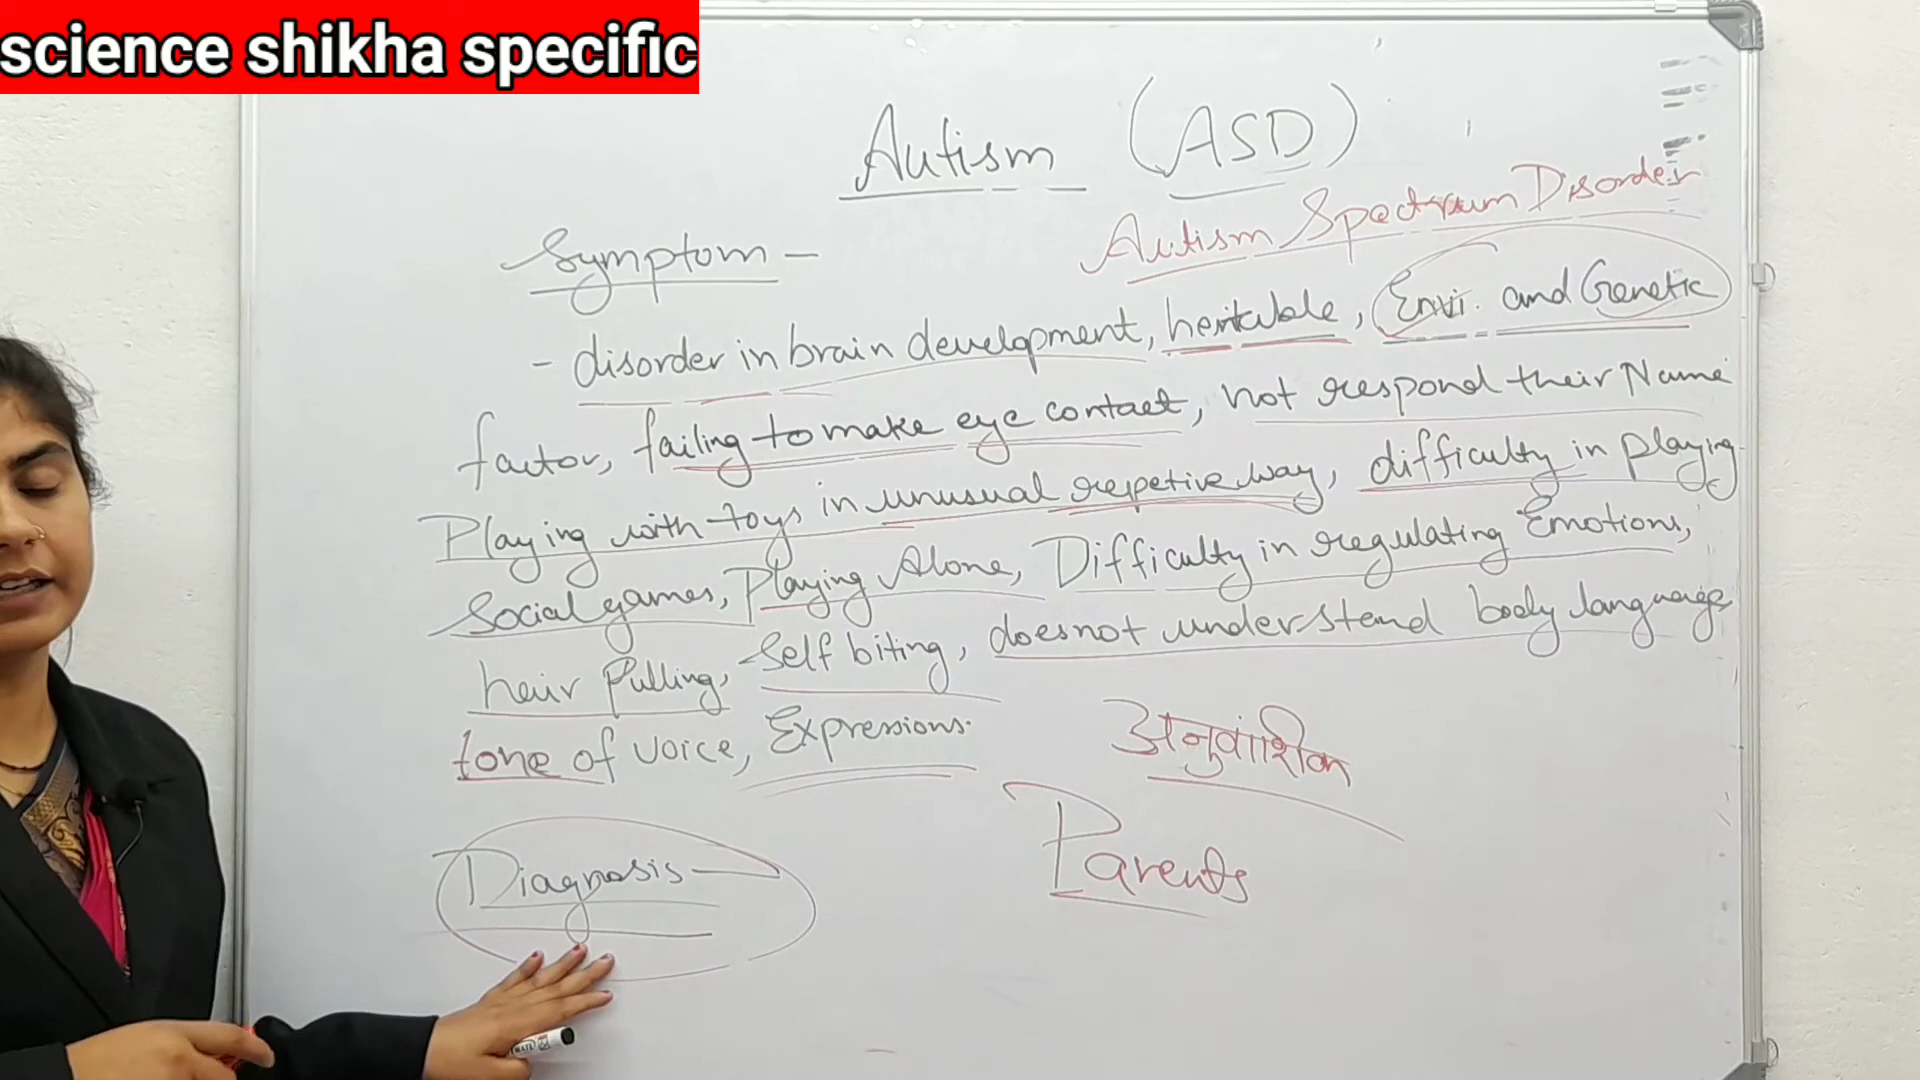 science shikha specific
Autism (ASD)
Autism Spectrum Disorder
Symptom -
- disorder in brain development, heritable, Envi. and Genetic
factor, failing to make eye contact, not respond their Name
Playing with toys in unusual repetive way, difficulty in playing
Social games, Playing Alone, Difficulty in regulating Emotions,
hair Pulling, Self biting, doesnot understand body language
tone of voice, Expressions.
अनुवांशिक
Parents
Diagnosis